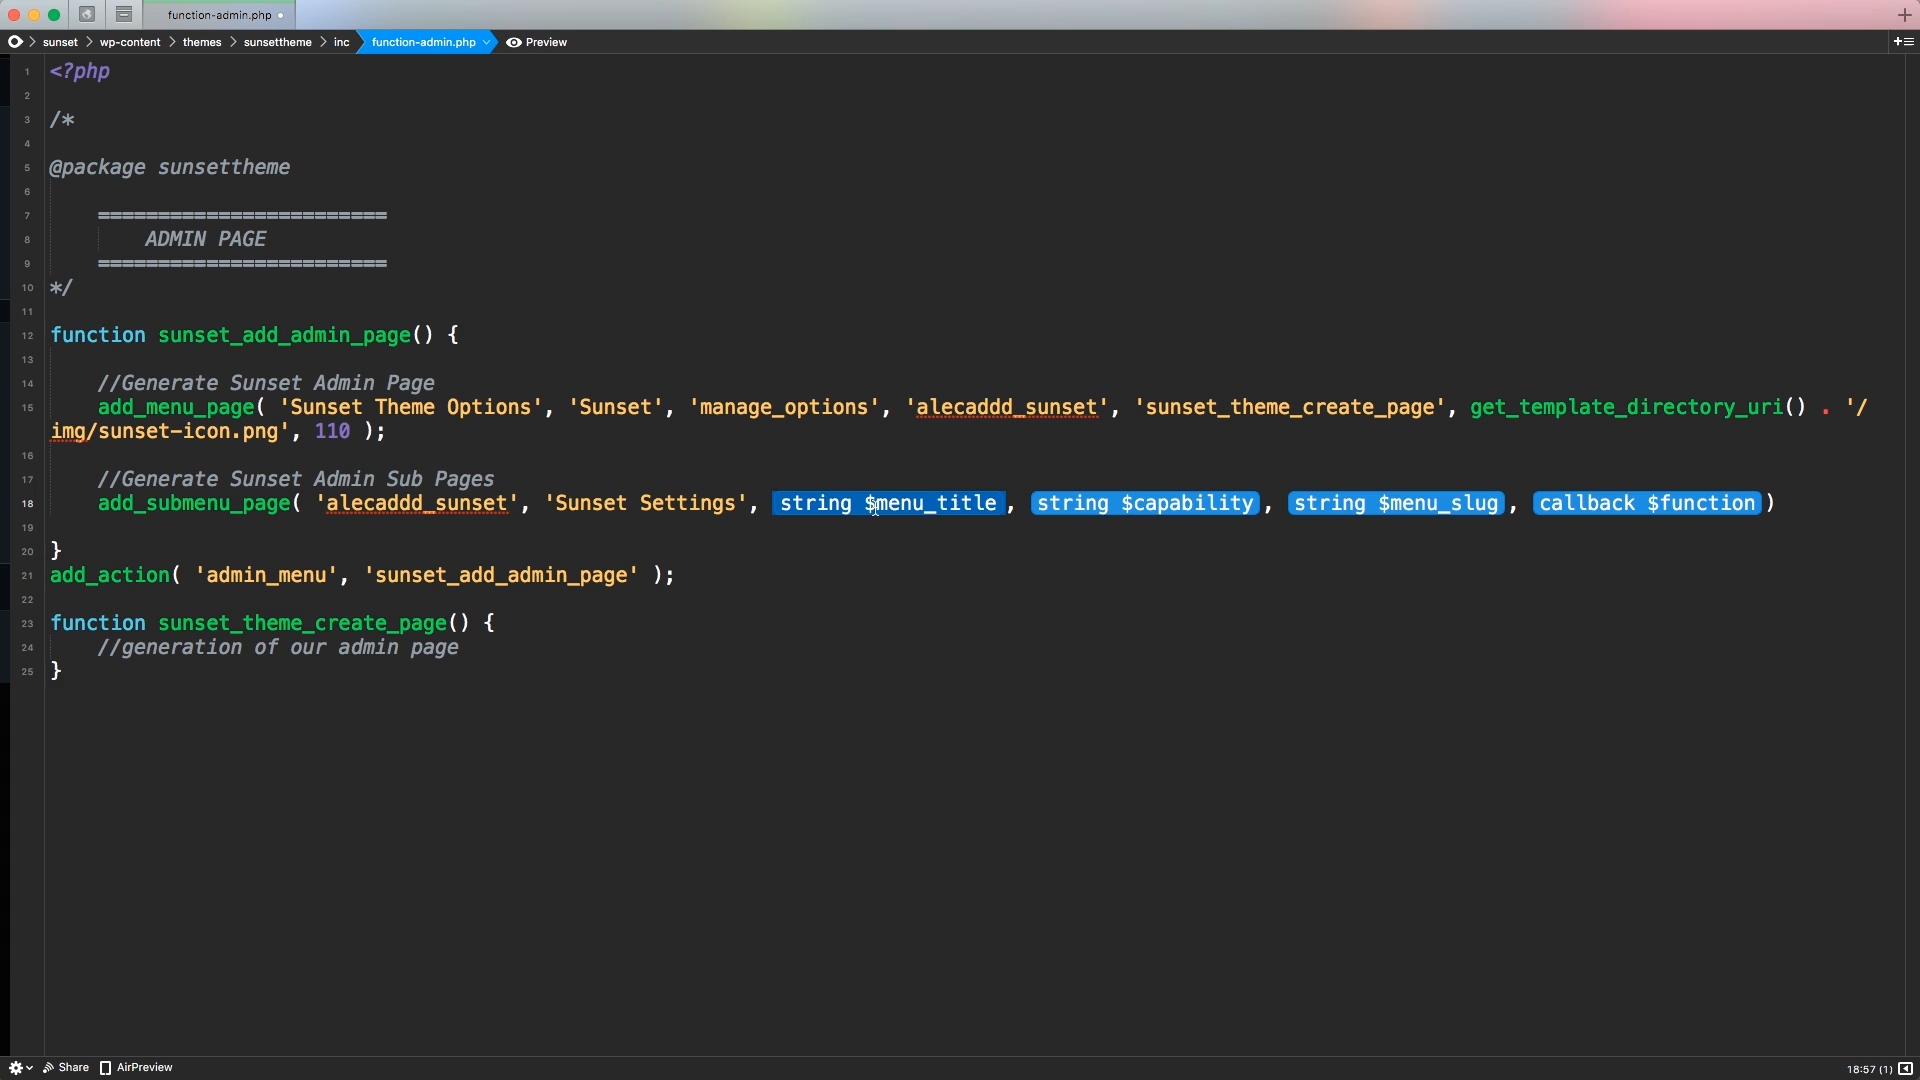 function-admin.php
sunset wp-content themes sunsettheme inc function-admin.php Preview
1 <?php
2
3 /*
4
5 @package sunsettheme
6
7 ========================
8 ADMIN PAGE
9 ========================
10 */
11
12 function sunset_add_admin_page() {
13
14 //Generate Sunset Admin Page
15 add_menu_page( 'Sunset Theme Options', 'Sunset', 'manage_options', 'alecaddd_sunset', 'sunset_theme_create_page', get_template_directory_uri() . '/
img/sunset-icon.png', 110 );
16
17 //Generate Sunset Admin Sub Pages
18 add_submenu_page( 'alecaddd_sunset', 'Sunset Settings', string $menu_title, string $capability, string $menu_slug, callback $function)
19
20 }
21 add_action( 'admin_menu', 'sunset_add_admin_page' );
22
23 function sunset_theme_create_page() {
24 //generation of our admin page
25 }
Share AirPreview 18:57 (1)